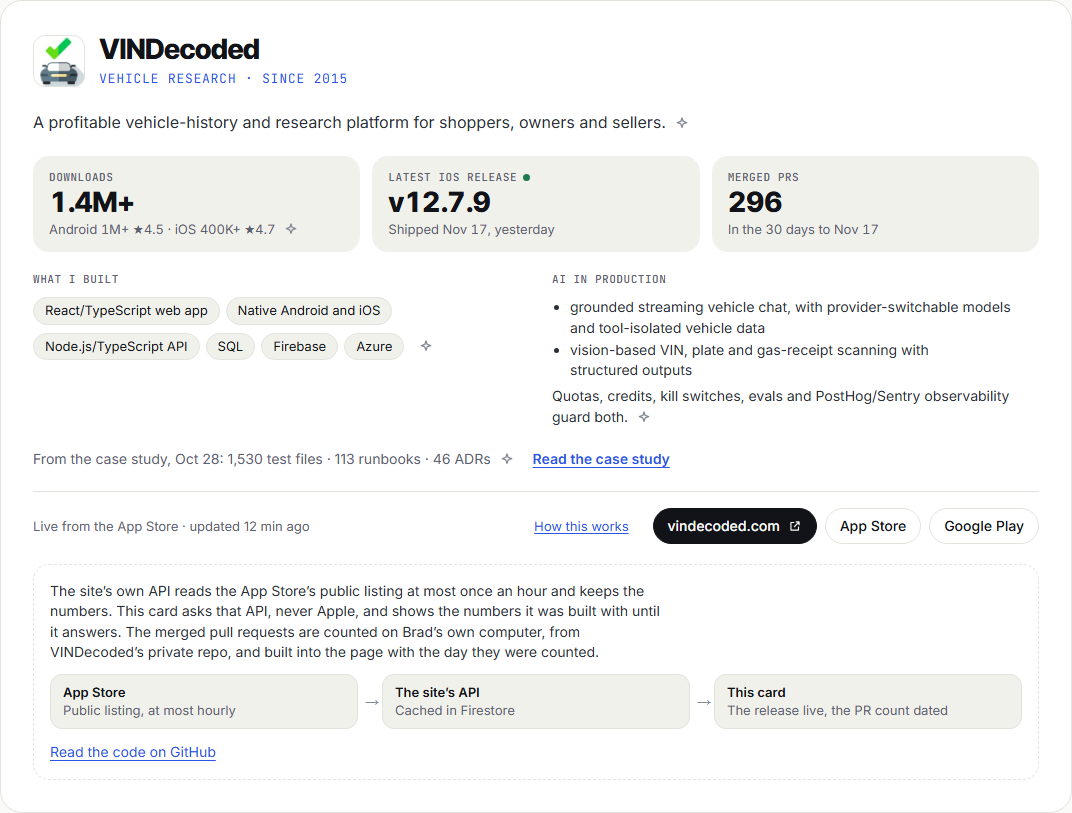 VINDecoded
VEHICLE RESEARCH · SINCE 2015
A profitable vehicle-history and research platform for shoppers, owners and sellers.
DOWNLOADS
1.4M+
Android 1M+ ★4.5 · iOS 400K+ ★4.7
LATEST IOS RELEASE
v12.7.9
Shipped Nov 17, yesterday
MERGED PRS
296
In the 30 days to Nov 17
WHAT I BUILT
React/TypeScript web app
Native Android and iOS
Node.js/TypeScript API
SQL
Firebase
Azure
AI IN PRODUCTION
• grounded streaming vehicle chat, with provider-switchable models
and tool-isolated vehicle data
• vision-based VIN, plate and gas-receipt scanning with
structured outputs
Quotas, credits, kill switches, evals and PostHog/Sentry observability
guard both.
From the case study, Oct 28: 1,530 test files · 113 runbooks · 46 ADRs
Read the case study
Live from the App Store · updated 12 min ago
How this works
vindecoded.com
App Store
Google Play
The site’s own API reads the App Store’s public listing at most once an hour and keeps the
numbers. This card asks that API, never Apple, and shows the numbers it was built with until
it answers. The merged pull requests are counted on Brad’s own computer, from
VINDecoded’s private repo, and built into the page with the day they were counted.
App Store
Public listing, at most hourly
→
The site’s API
Cached in Firestore
→
This card
The release live, the PR count dated
Read the code on GitHub